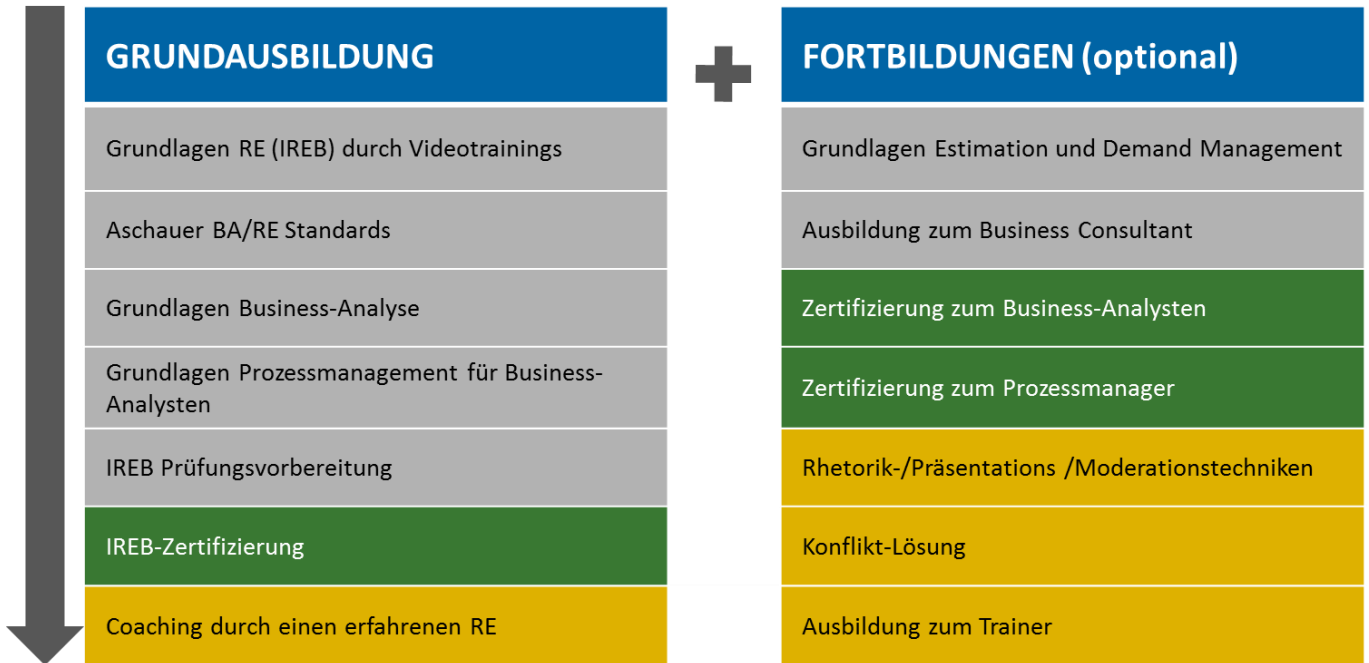 GRUNDAUSBILDUNG
Grundlagen RE (IREB) durch Videotrainings
Aschauer BA/RE Standards
Grundlagen Business-Analyse
Grundlagen Prozessmanagement für Business-
Analysten
IREB Prüfungsvorbereitung
IREB-Zertifizierung
Coaching durch einen erfahrenen RE
FORTBILDUNGEN (optional)
Grundlagen Estimation und Demand Management
Ausbildung zum Business Consultant
Zertifizierung zum Business-Analysten
Zertifizierung zum Prozessmanager
Rhetorik-/Präsentations /Moderationstechniken
Konflikt-Lösung
Ausbildung zum Trainer